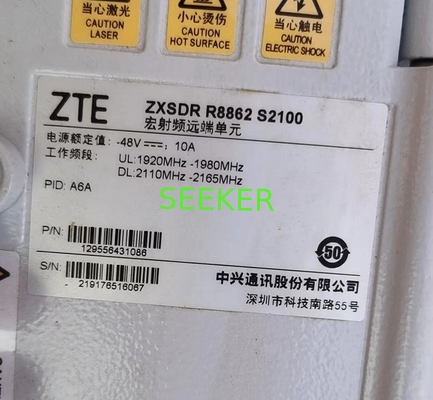 当心激光
CAUTION
LASER
小心烫伤
CAUTION
HOT SURFACE
当心触电
CAUTION
ELECTRIC SHOCK
ZTE
ZXSDR R8862 S2100
宏射频远端单元
电源额定值: -48V⎓; 10A
工作频段: UL:1920MHz -1980MHz
DL:2110MHz -2165MHz
PID: A6A
SEEKER
P/N:
129556431086
50
S/N:
219176516067
中兴通讯股份有限公司
深圳市科技南路55号